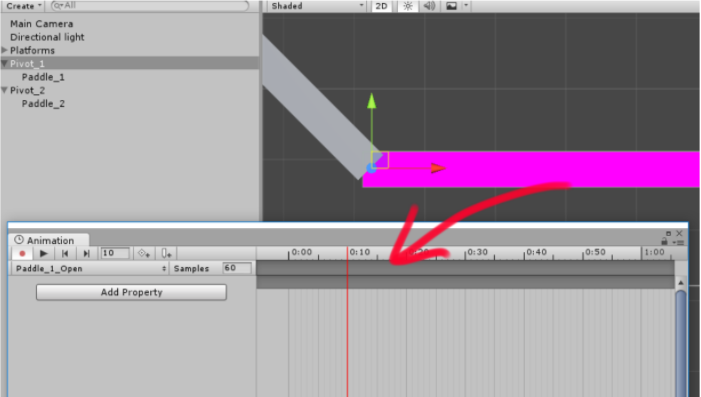 Create
All
Main Camera
Directional light
Platforms
Pivot_1
Paddle_1
Pivot_2
Paddle_2
Shaded
2D
Animation
10
0:00
0:10
0:30
0:40
0:50
1:00
Paddle_1_Open
Samples
60
Add Property